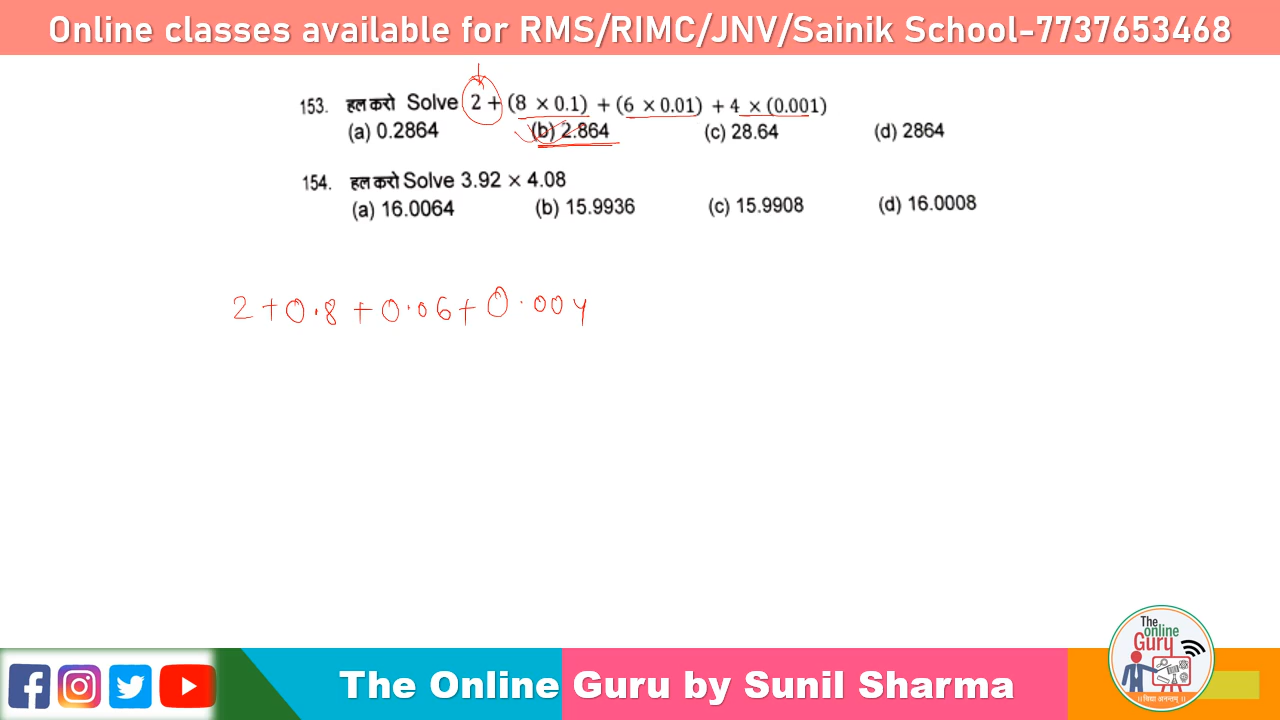 Online classes available for RMS/RIMC/JNV/Sainik School-7737653468
153. हल करो Solve 2 + (8 × 0.1) + (6 × 0.01) + 4 × (0.001)
(a) 0.2864 (b) 2.864 (c) 28.64 (d) 2864
154. हल करो Solve 3.92 × 4.08
(a) 16.0064 (b) 15.9936 (c) 15.9908 (d) 16.0008
2+0.8+0.06+0.004
The
online
Gury
The Online Guru by Sunil Sharma